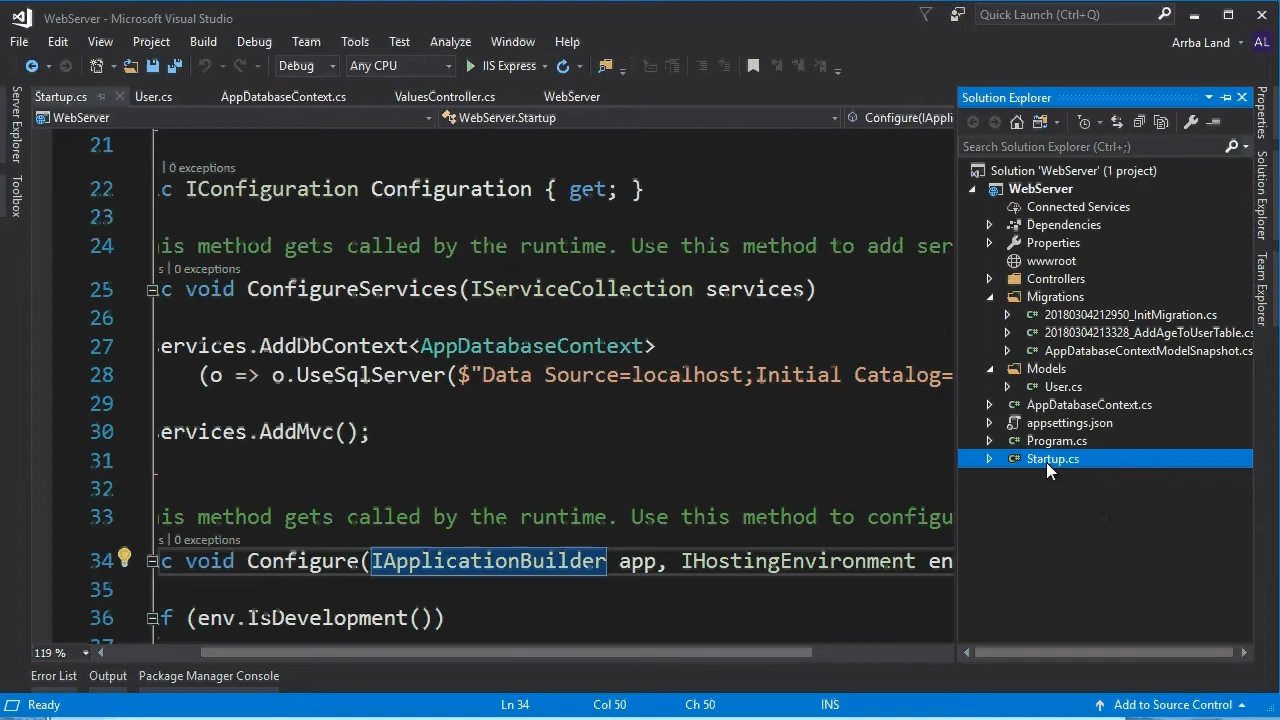 WebServer - Microsoft Visual Studio
Quick Launch (Ctrl+Q)
File Edit View Project Build Debug Team Tools Test Analyze Window Help
Arrba Land AL
Debug Any CPU IIS Express
Startup.cs User.cs AppDatabaseContext.cs ValuesController.cs WebServer
WebServer WebServer.Startup Configure(IAppli
Server Explorer
Toolbox
21
| 0 exceptions
22 c IConfiguration Configuration { get; }
23
24 his method gets called by the runtime. Use this method to add ser
s | 0 exceptions
25 c void ConfigureServices(IServiceCollection services)
26
27 ervices.AddDbContext<AppDatabaseContext>
28 (o => o.UseSqlServer($"Data Source=localhost;Initial Catalog=
29
30 ervices.AddMvc();
31
32
33 his method gets called by the runtime. Use this method to configu
s | 0 exceptions
34 c void Configure(IApplicationBuilder app, IHostingEnvironment en
35
36 f (env.IsDevelopment())
37
119 %
Solution Explorer
Search Solution Explorer (Ctrl+;)
Solution 'WebServer' (1 project)
WebServer
Connected Services
Dependencies
Properties
wwwroot
Controllers
Migrations
20180304212950_InitMigration.cs
20180304213328_AddAgeToUserTable.cs
AppDatabaseContextModelSnapshot.cs
Models
User.cs
AppDatabaseContext.cs
appsettings.json
Program.cs
Startup.cs
Properties
Solution Explorer
Team Explorer
Error List Output Package Manager Console
Ready Ln 34 Col 50 Ch 50 INS Add to Source Control